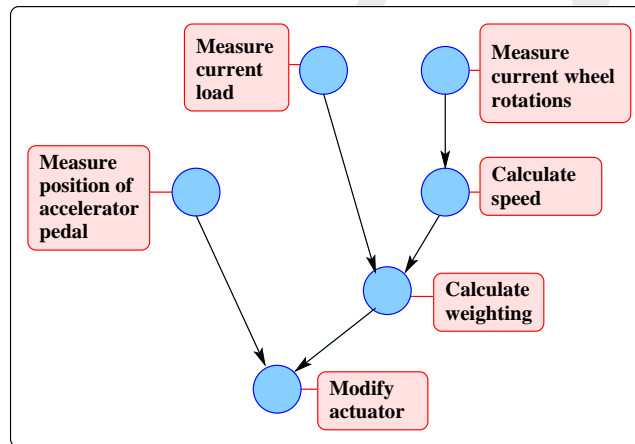 Measure
current
load
Measure
current wheel
rotations
Measure
position of
accelerator
pedal
Calculate
speed
Calculate
weighting
Modify
actuator